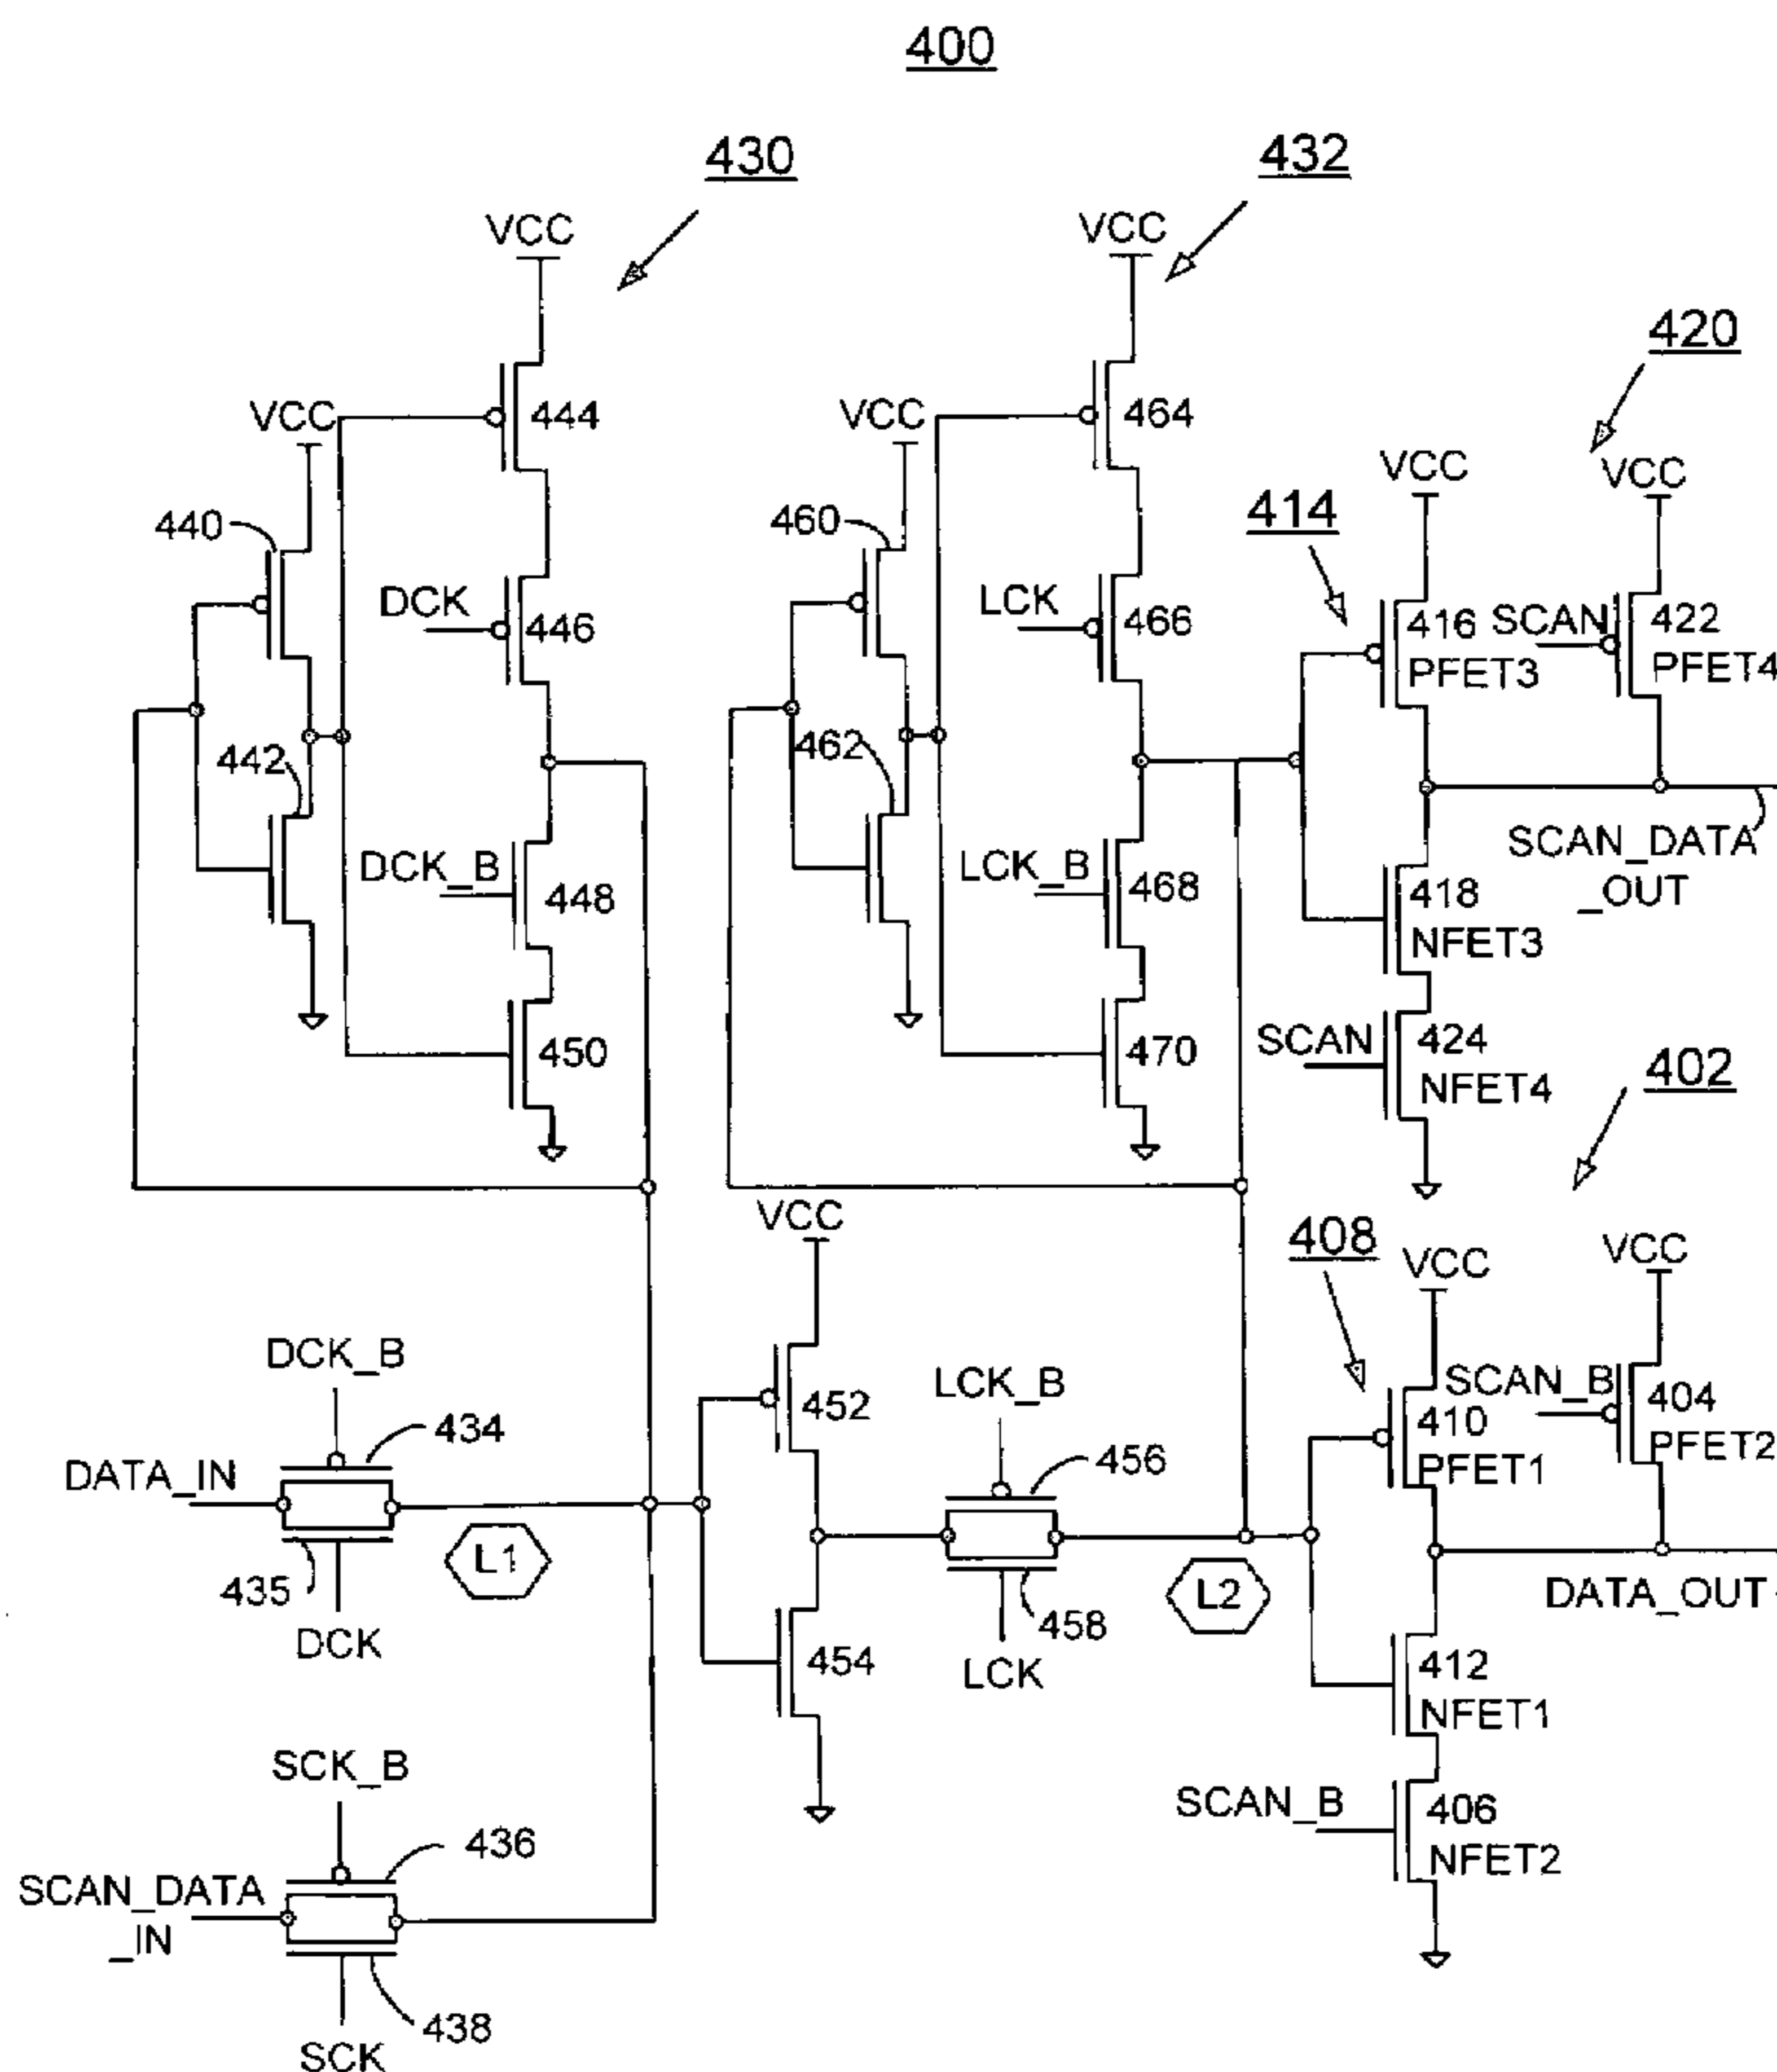 400
430
432
VCC
VCC
420
VCC
444
VCC
464
VCC
VCC
440
460
414
DCK
446
LCK
466
416
PFET3
SCAN
422
PFET4
442
462
SCAN_DATA
_OUT
DCK_B
448
LCK_B
468
418
NFET3
450
470
SCAN
424
NFET4
402
VCC
408
VCC
VCC
DCK_B
452
LCK_B
SCAN_B
404
PFET2
434
410
PFET1
DATA_IN
456
L1
435
L2
DATA_OUT
458
DCK
454
LCK
412
NFET1
SCK_B
SCAN_B
406
NFET2
436
SCAN_DATA
_IN
438
SCK